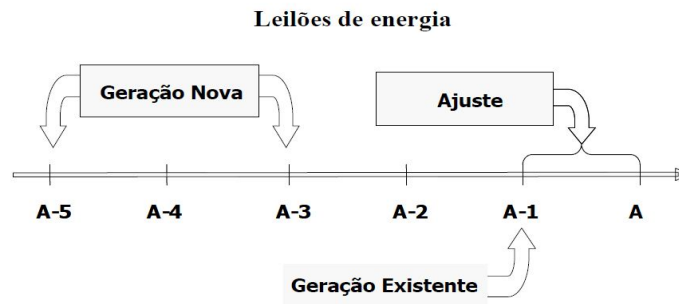 Leilões de energia
Geração Nova
Ajuste
A-5 A-4 A-3 A-2 A-1 A
Geração Existente